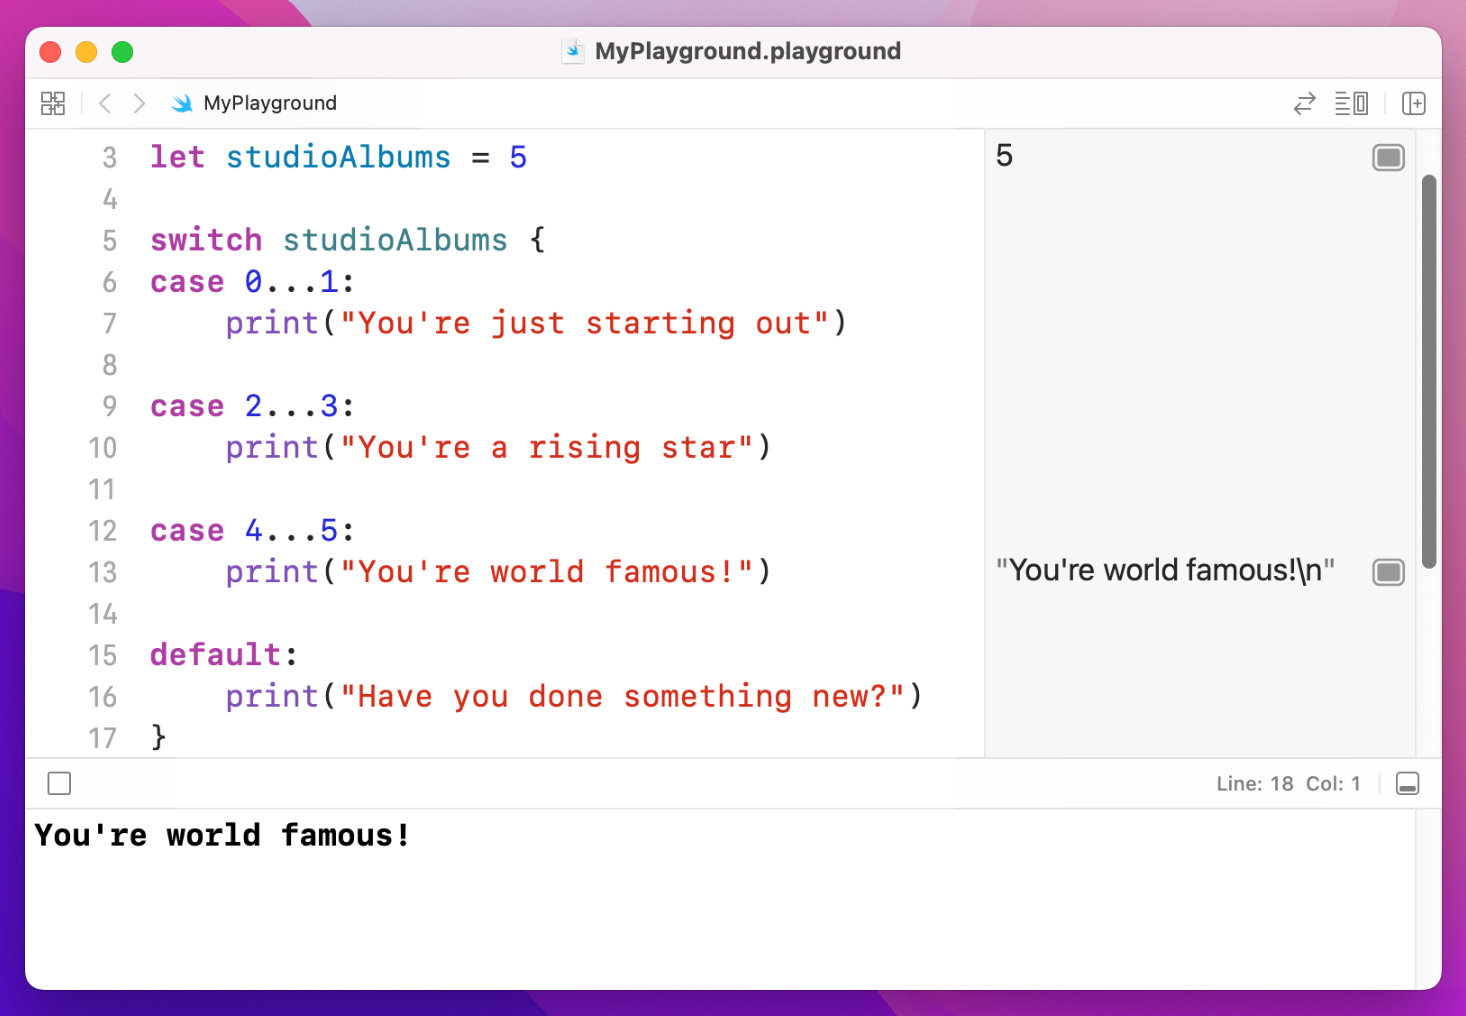 MyPlayground.playground
MyPlayground
3 let studioAlbums = 5
5
4
5 switch studioAlbums {
6 case 0...1:
7     print("You're just starting out")
8
9 case 2...3:
10     print("You're a rising star")
11
12 case 4...5:
13     print("You're world famous!")
"You're world famous!\n"
14
15 default:
16     print("Have you done something new?")
17 }
Line: 18 Col: 1
You're world famous!